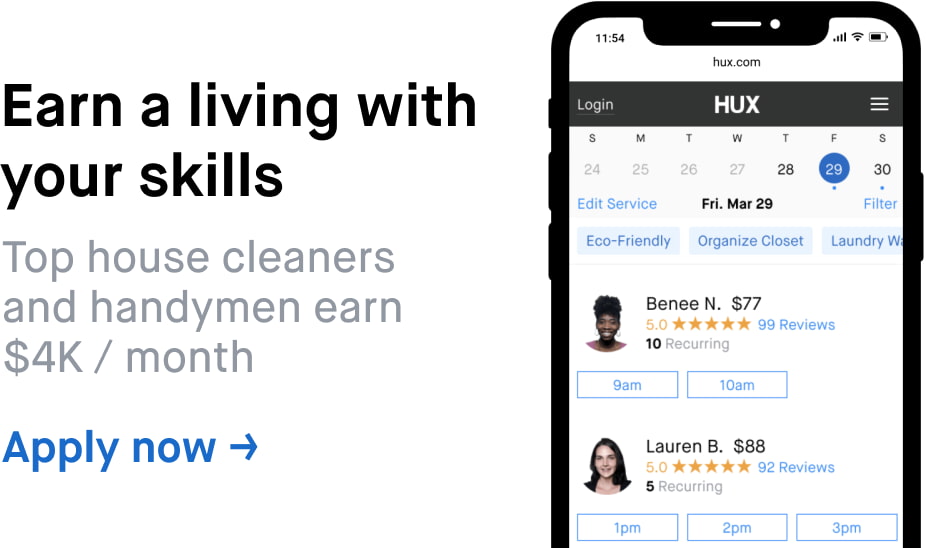 Earn a living with
your skills
Top house cleaners
and handymen earn
$4K / month
Apply now →
11:54
hux.com
Login HUX
S M T W T F S
24 25 26 27 28 29 30
Edit Service Fri. Mar 29 Filter
Eco-Friendly Organize Closet Laundry Wa
Benee N. $77
5.0 ★★★★★ 99 Reviews
10 Recurring
9am 10am
Lauren B. $88
5.0 ★★★★★ 92 Reviews
5 Recurring
1pm 2pm 3pm